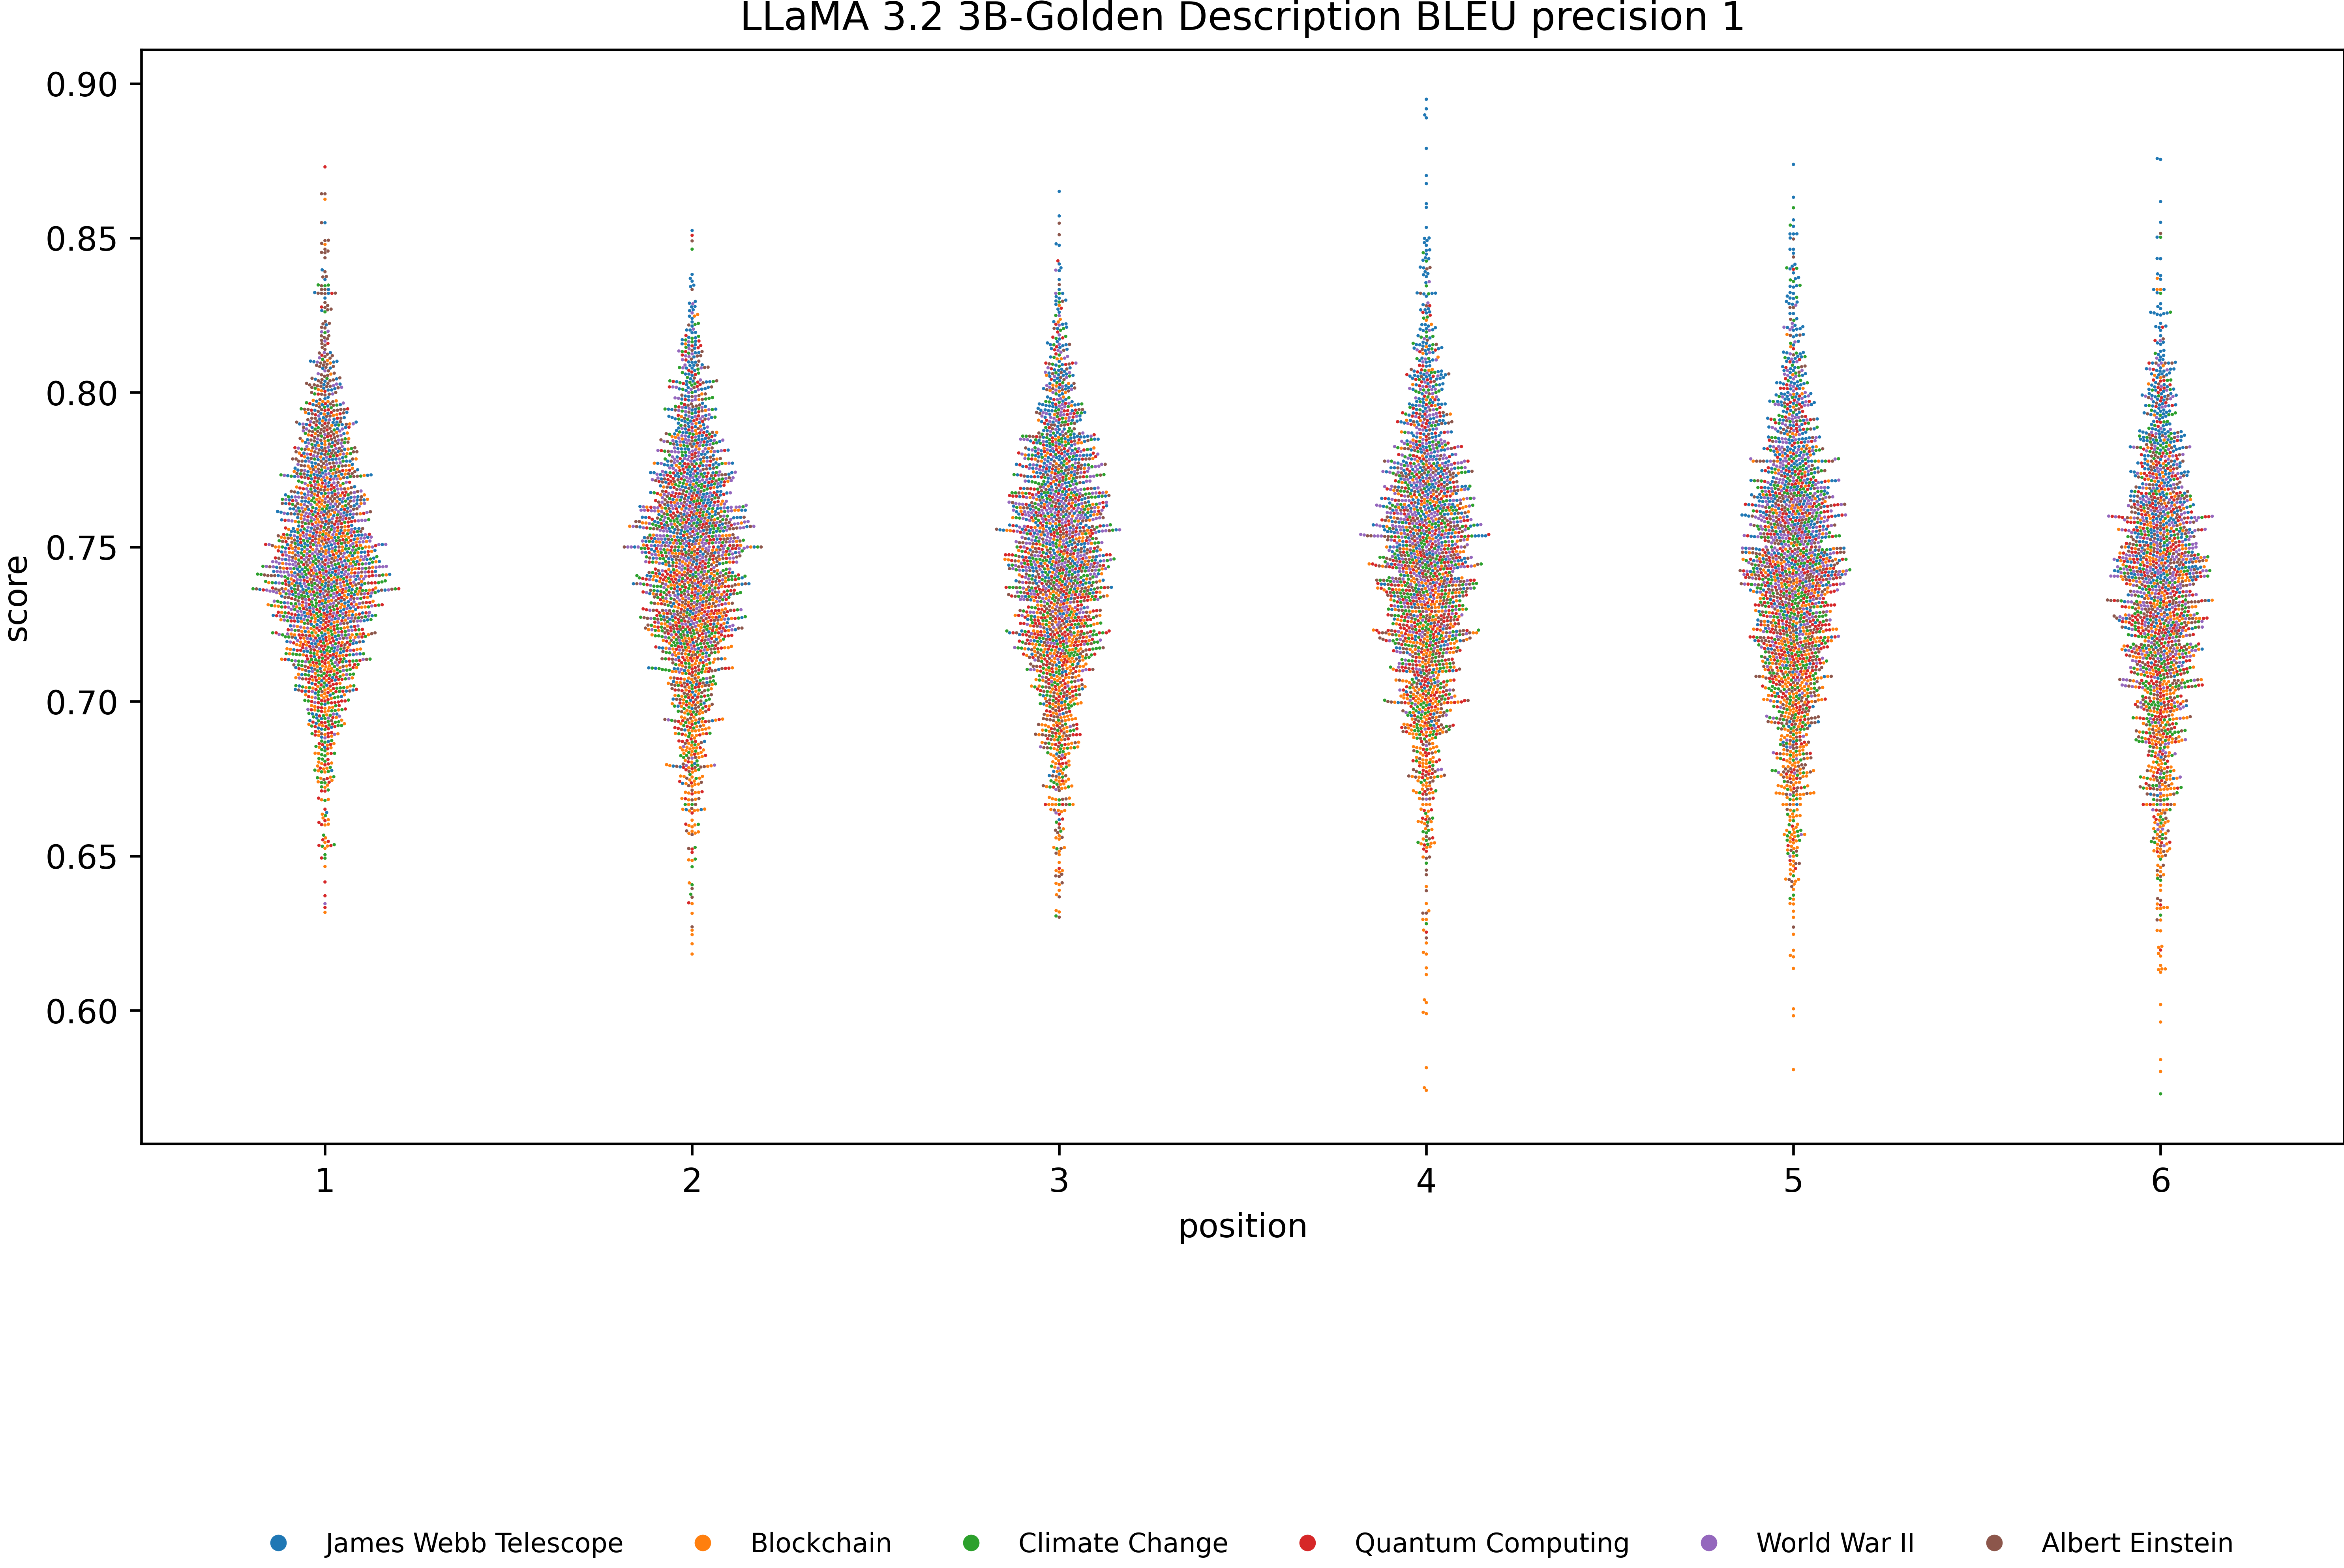 LLaMA 3.2 3B-Golden Description BLEU precision 1
score
0.90
0.85
0.80
0.75
0.70
0.65
0.60
1 2 3 4 5 6
position
James Webb Telescope Blockchain Climate Change Quantum Computing World War II Albert Einstein